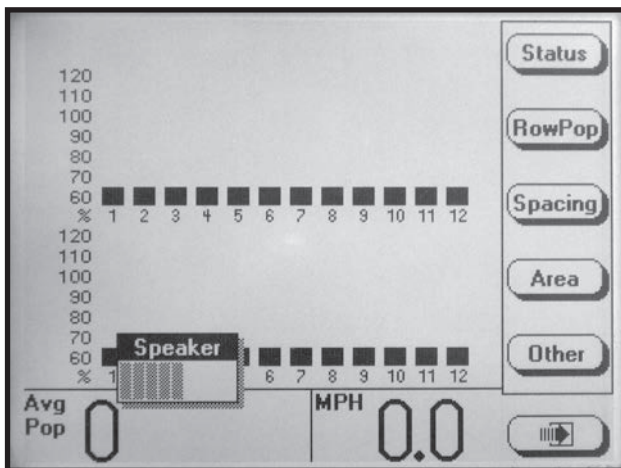 120
110
100
90
80
70
60
% 1 2 3 4 5 6 7 8 9 10 11 12
120
110
100
90
80
70
60
% 1 6 7 8 9 10 11 12
Speaker
Avg
Pop 0
MPH 0.0
Status
RowPop
Spacing
Area
Other